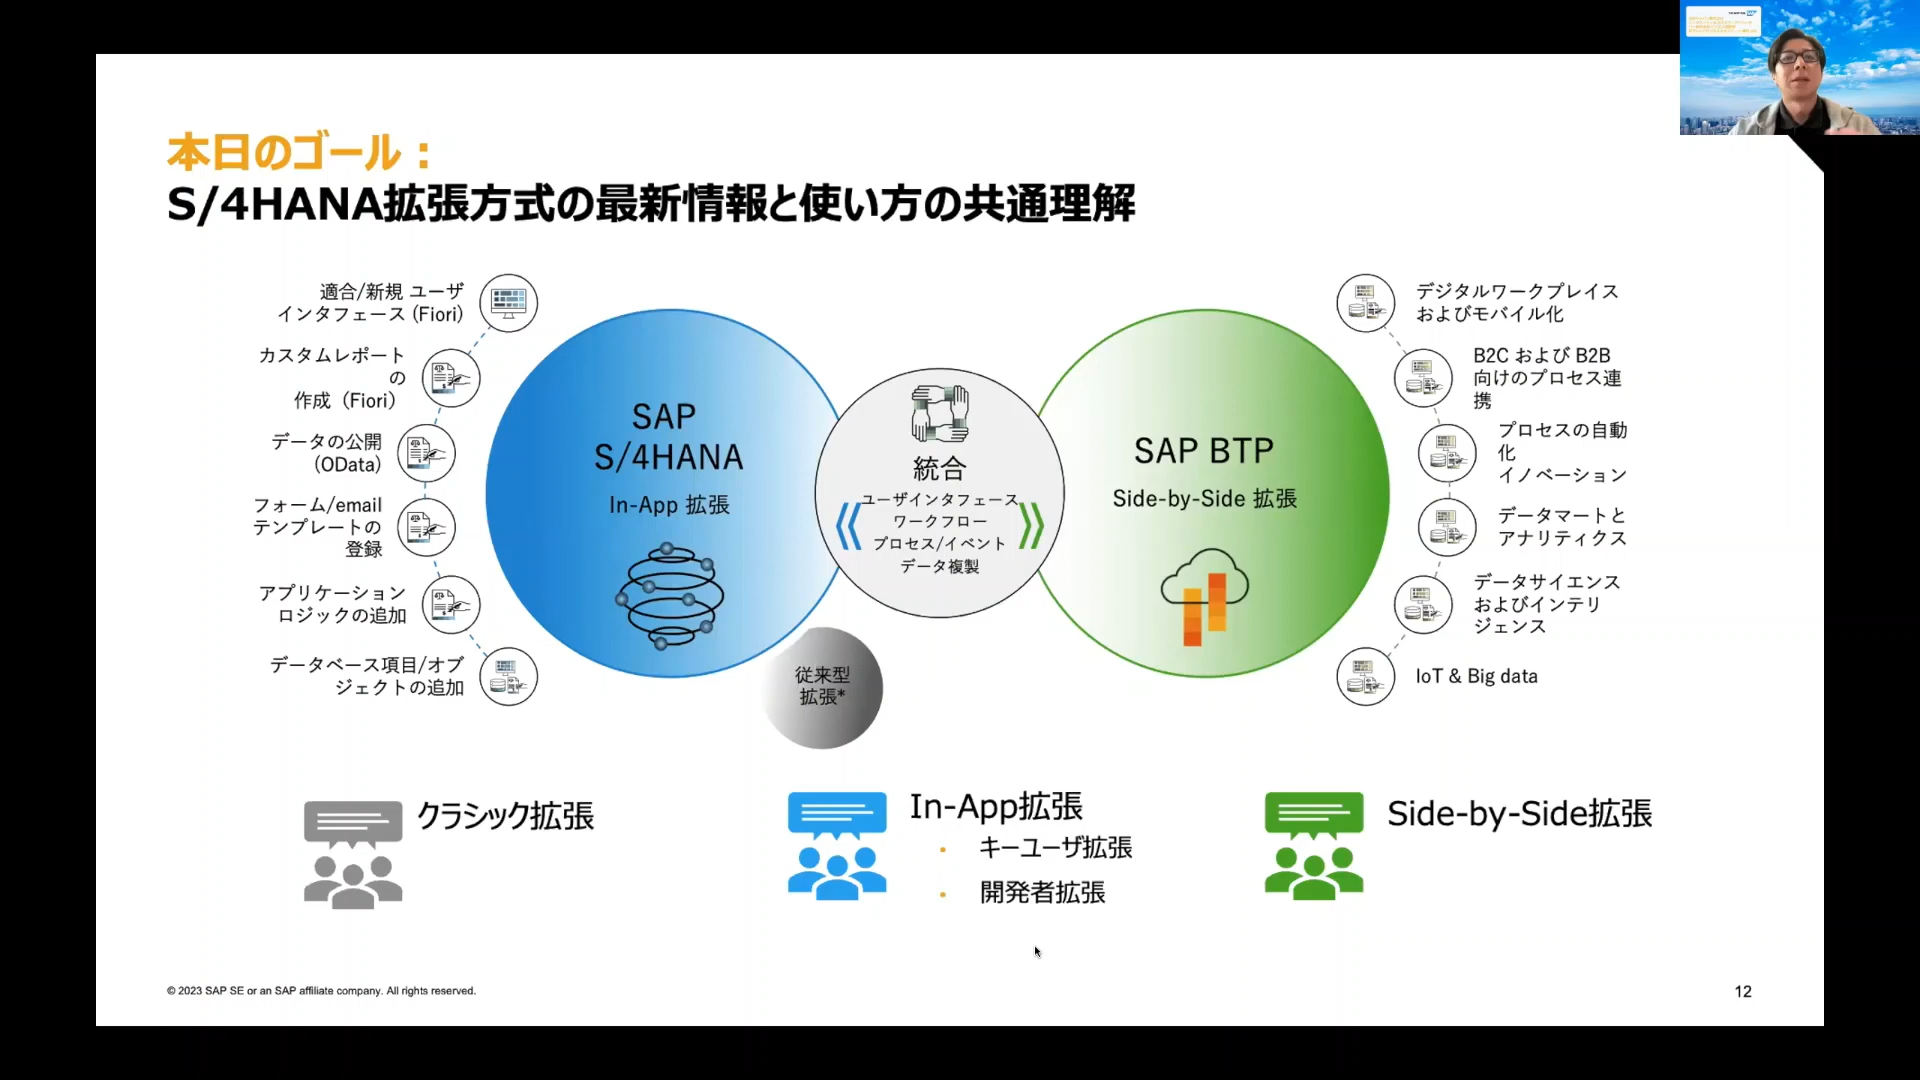 本日のゴール：
S/4HANA拡張方式の最新情報と使い方の共通理解
適合/新規 ユーザ
インタフェース (Fiori)
カスタムレポート
の
作成（Fiori）
データの公開
（OData）
フォーム/email
テンプレートの
登録
アプリケーション
ロジックの追加
データベース項目/オブ
ジェクトの追加
SAP
S/4HANA
In-App 拡張
統合
ユーザインタフェース
ワークフロー
プロセス/イベント
データ複製
従来型
拡張*
SAP BTP
Side-by-Side 拡張
デジタルワークプレイス
およびモバイル化
B2C および B2B
向けのプロセス連
携
プロセスの自動
化
イノベーション
データマートと
アナリティクス
データサイエンス
およびインテリ
ジェンス
IoT & Big data
クラシック拡張
In-App拡張
• キーユーザ拡張
• 開発者拡張
Side-by-Side拡張
© 2023 SAP SE or an SAP affiliate company. All rights reserved.
12